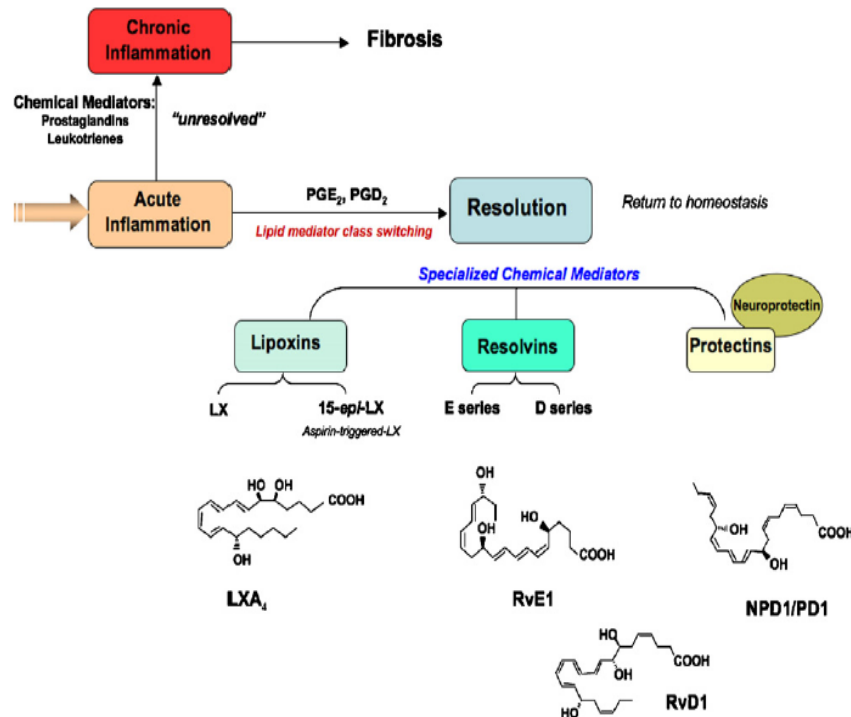 Chronic
Inflammation
Fibrosis
Chemical Mediators:
Prostaglandins
Leukotrienes
"unresolved"
Acute
Inflammation
PGE₂, PGD₂
Lipid mediator class switching
Resolution
Return to homeostasis
Specialized Chemical Mediators
Neuroprotectin
Lipoxins
Resolvins
Protectins
LX
15-epi-LX
Aspirin-triggered-LX
E series
D series
HO OH
COOH
OH
LXA₄
OH
HO
OH
COOH
RvE1
OH
COOH
OH
NPD1/PD1
HO
OH
COOH
HO
RvD1